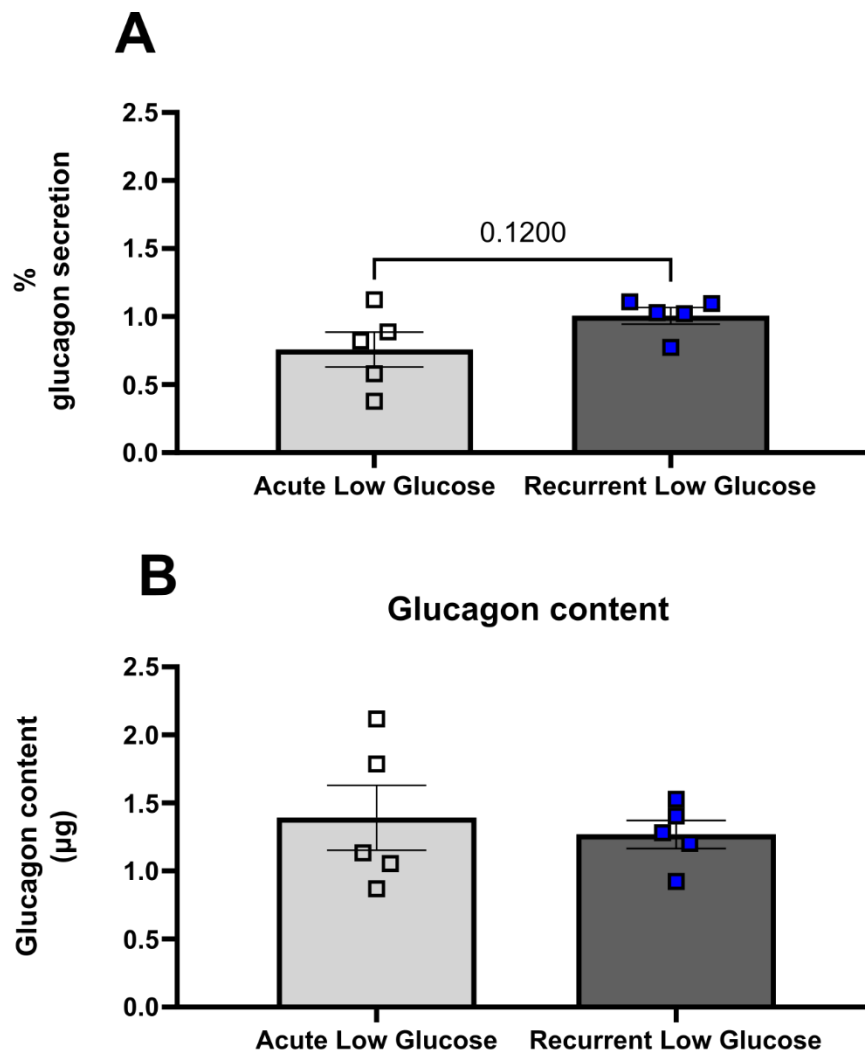 A
2.5
2.0
1.5
1.0
0.5
0.0
%
glucagon secretion
0.1200
Acute Low Glucose Recurrent Low Glucose
B
Glucagon content
2.5
2.0
1.5
1.0
0.5
0.0
Glucagon content
(µg)
Acute Low Glucose Recurrent Low Glucose